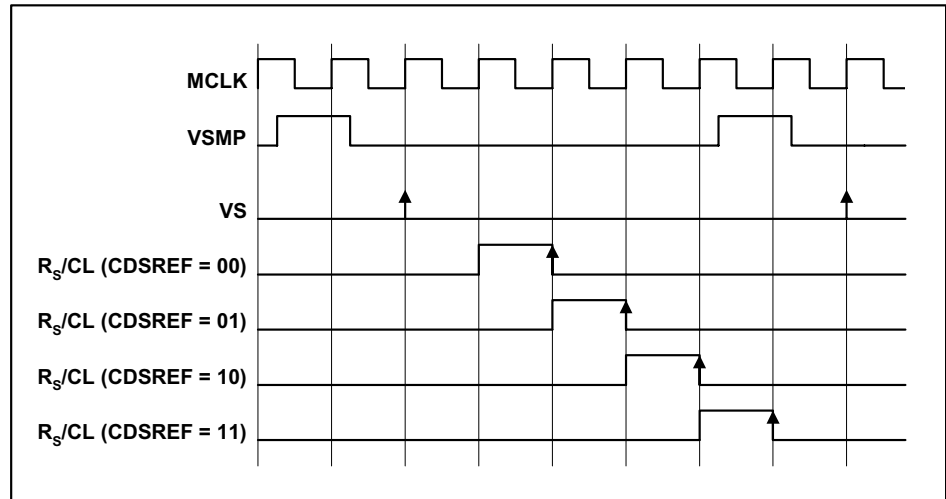 MCLK
VSMP
VS
RS/CL (CDSREF = 00)
RS/CL (CDSREF = 01)
RS/CL (CDSREF = 10)
RS/CL (CDSREF = 11)